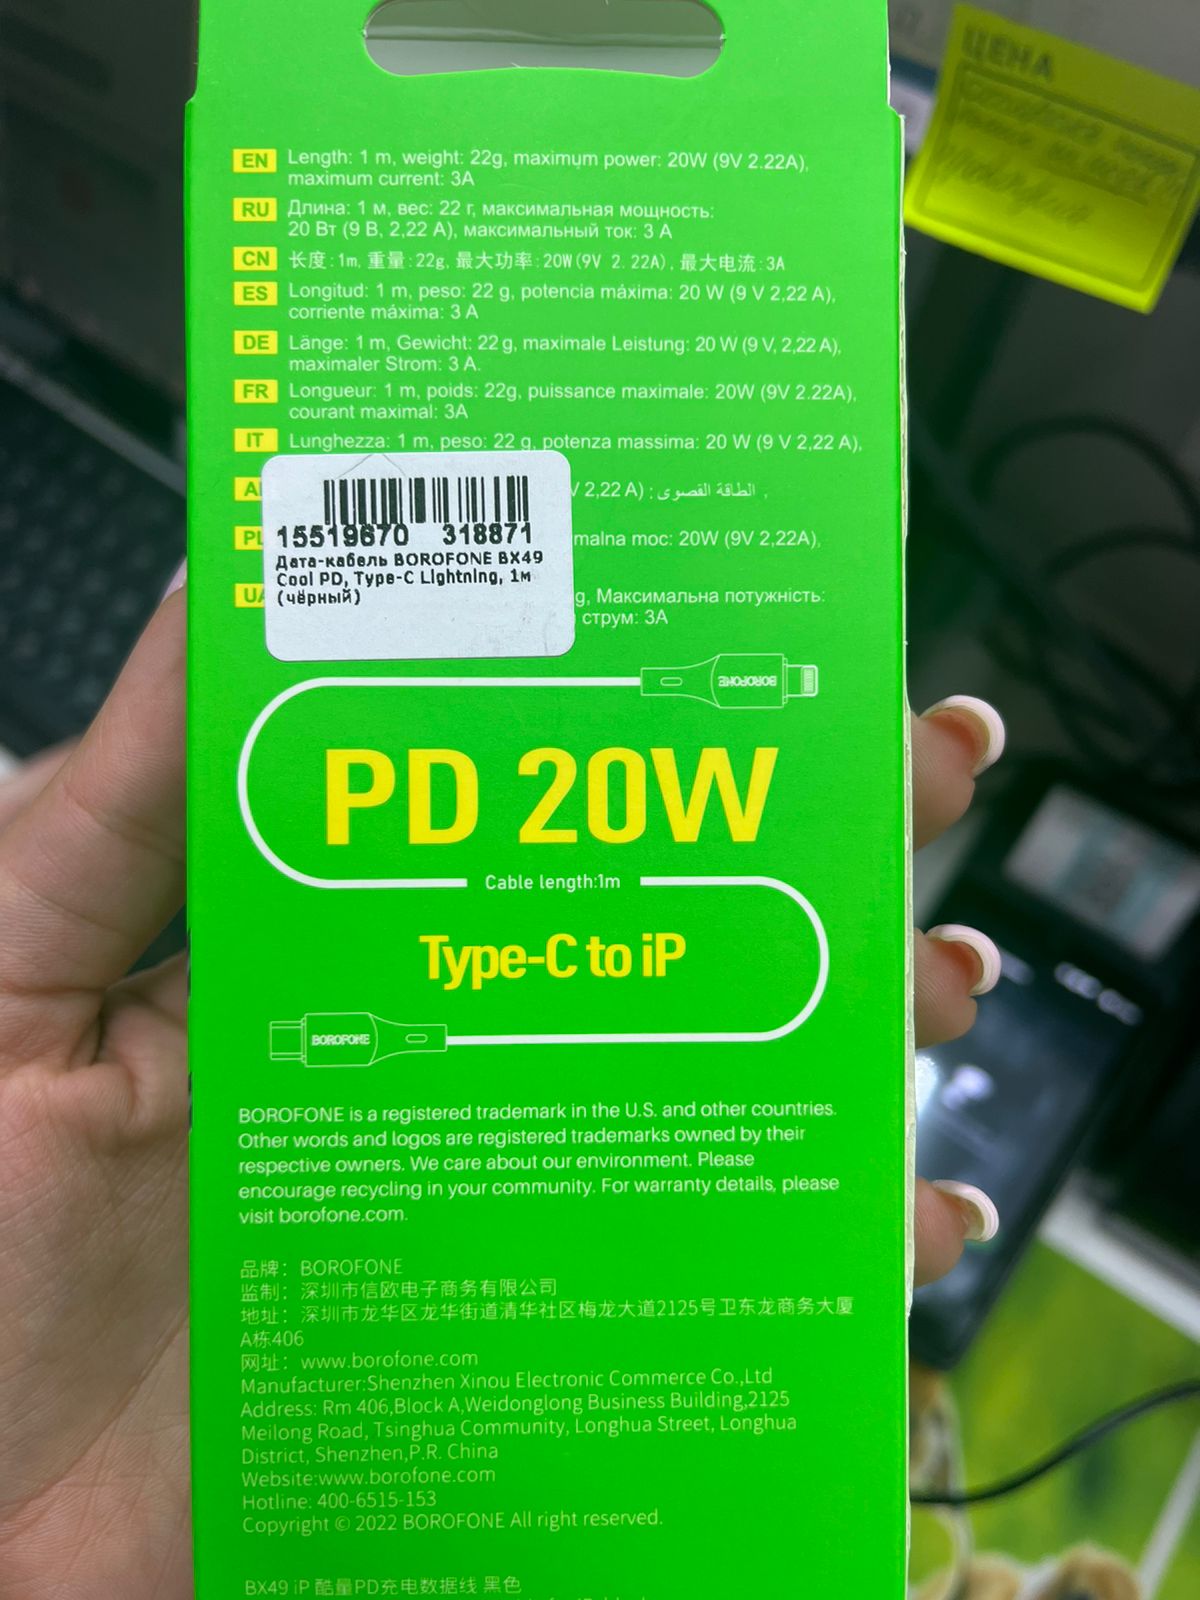 EN Length: 1 m, weight: 22g, maximum power: 20W (9V 2.22A),
maximum current: 3A
RU Длина: 1 м, вес: 22 г, максимальная мощность:
20 Вт (9 В, 2,22 А), максимальный ток: 3 А
CN 长度:1m, 重量:22g, 最大功率:20W(9V 2.22A), 最大电流:3A
ES Longitud: 1 m, peso: 22 g, potencia máxima: 20 W (9 V 2,22 A),
corriente máxima: 3 A
DE Länge: 1 m, Gewicht: 22 g, maximale Leistung: 20 W (9 V, 2,22 A),
maximaler Strom: 3 A.
FR Longueur: 1 m, poids: 22g, puissance maximale: 20W (9V 2.22A),
courant maximal: 3A
IT Lunghezza: 1 m, peso: 22 g, potenza massima: 20 W (9 V 2,22 A),
V 2,22 A) : الطاقة القصوى ,
malna moc: 20W (9V 2,22A),
UA g, Максимальна потужність:
струм: 3А
15519670 318871
Дата-кабель BOROFONE BX49
Cool PD, Type-C Lightning, 1м
(чёрный)
BOROFONE
PD 20W
Cable length:1m
Type-C to iP
BOROFONE
BOROFONE is a registered trademark in the U.S. and other countries.
Other words and logos are registered trademarks owned by their
respective owners. We care about our environment. Please
encourage recycling in your community. For warranty details, please
visit borofone.com.
品牌：BOROFONE
监制：深圳市信欧电子商务有限公司
地址：深圳市龙华区龙华街道清华社区梅龙大道2125号卫东龙商务大厦
A栋406
网址：www.borofone.com
Manufacturer:Shenzhen Xinou Electronic Commerce Co.,Ltd
Address: Rm 406,Block A,Weidonglong Business Building,2125
Meilong Road, Tsinghua Community, Longhua Street, Longhua
District, Shenzhen,P.R. China
Website:www.borofone.com
Hotline: 400-6515-153
Copyright © 2022 BOROFONE All right reserved.
BX49 iP 酷量PD充电数据线 黑色
ЦЕНА